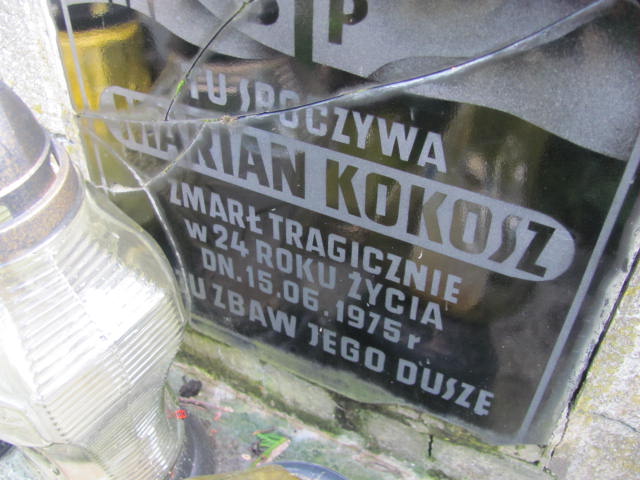 P
TU SPOCZYWA
MARIAN KOKOSZ
ZMARŁ TRAGICZNIE
W 24 ROKU ŻYCIA
DN. 15.06.1975 r.
ZBAW JEGO DUSZE